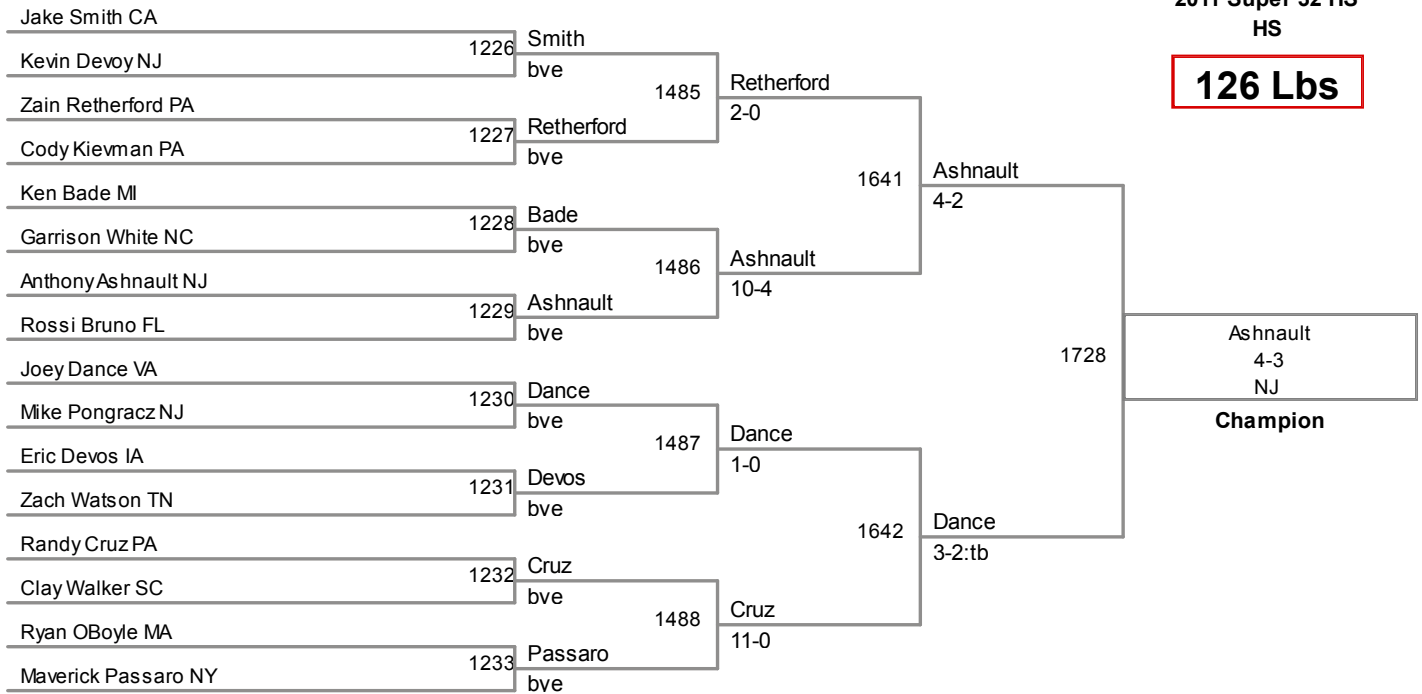 2011 Super 32 HS
HS
126 Lbs
Jake Smith CA
Kevin Devoy NJ
Zain Retherford PA
Cody Kievman PA
Ken Bade MI
Garrison White NC
Anthony Ashnault NJ
Rossi Bruno FL
Joey Dance VA
Mike Pongracz NJ
Eric Devos IA
Zach Watson TN
Randy Cruz PA
Clay Walker SC
Ryan OBoyle MA
Maverick Passaro NY
1226
Smith
bye
1227
Retherford
bye
1228
Bade
bye
1229
Ashnault
bye
1230
Dance
bye
1231
Devos
bye
1232
Cruz
bye
1233
Passaro
bye
1485
Retherford
2-0
1486
Ashnault
10-4
1487
Dance
1-0
1488
Cruz
11-0
1641
Ashnault
4-2
1642
Dance
3-2:tb
1728
Ashnault
4-3
NJ
Champion